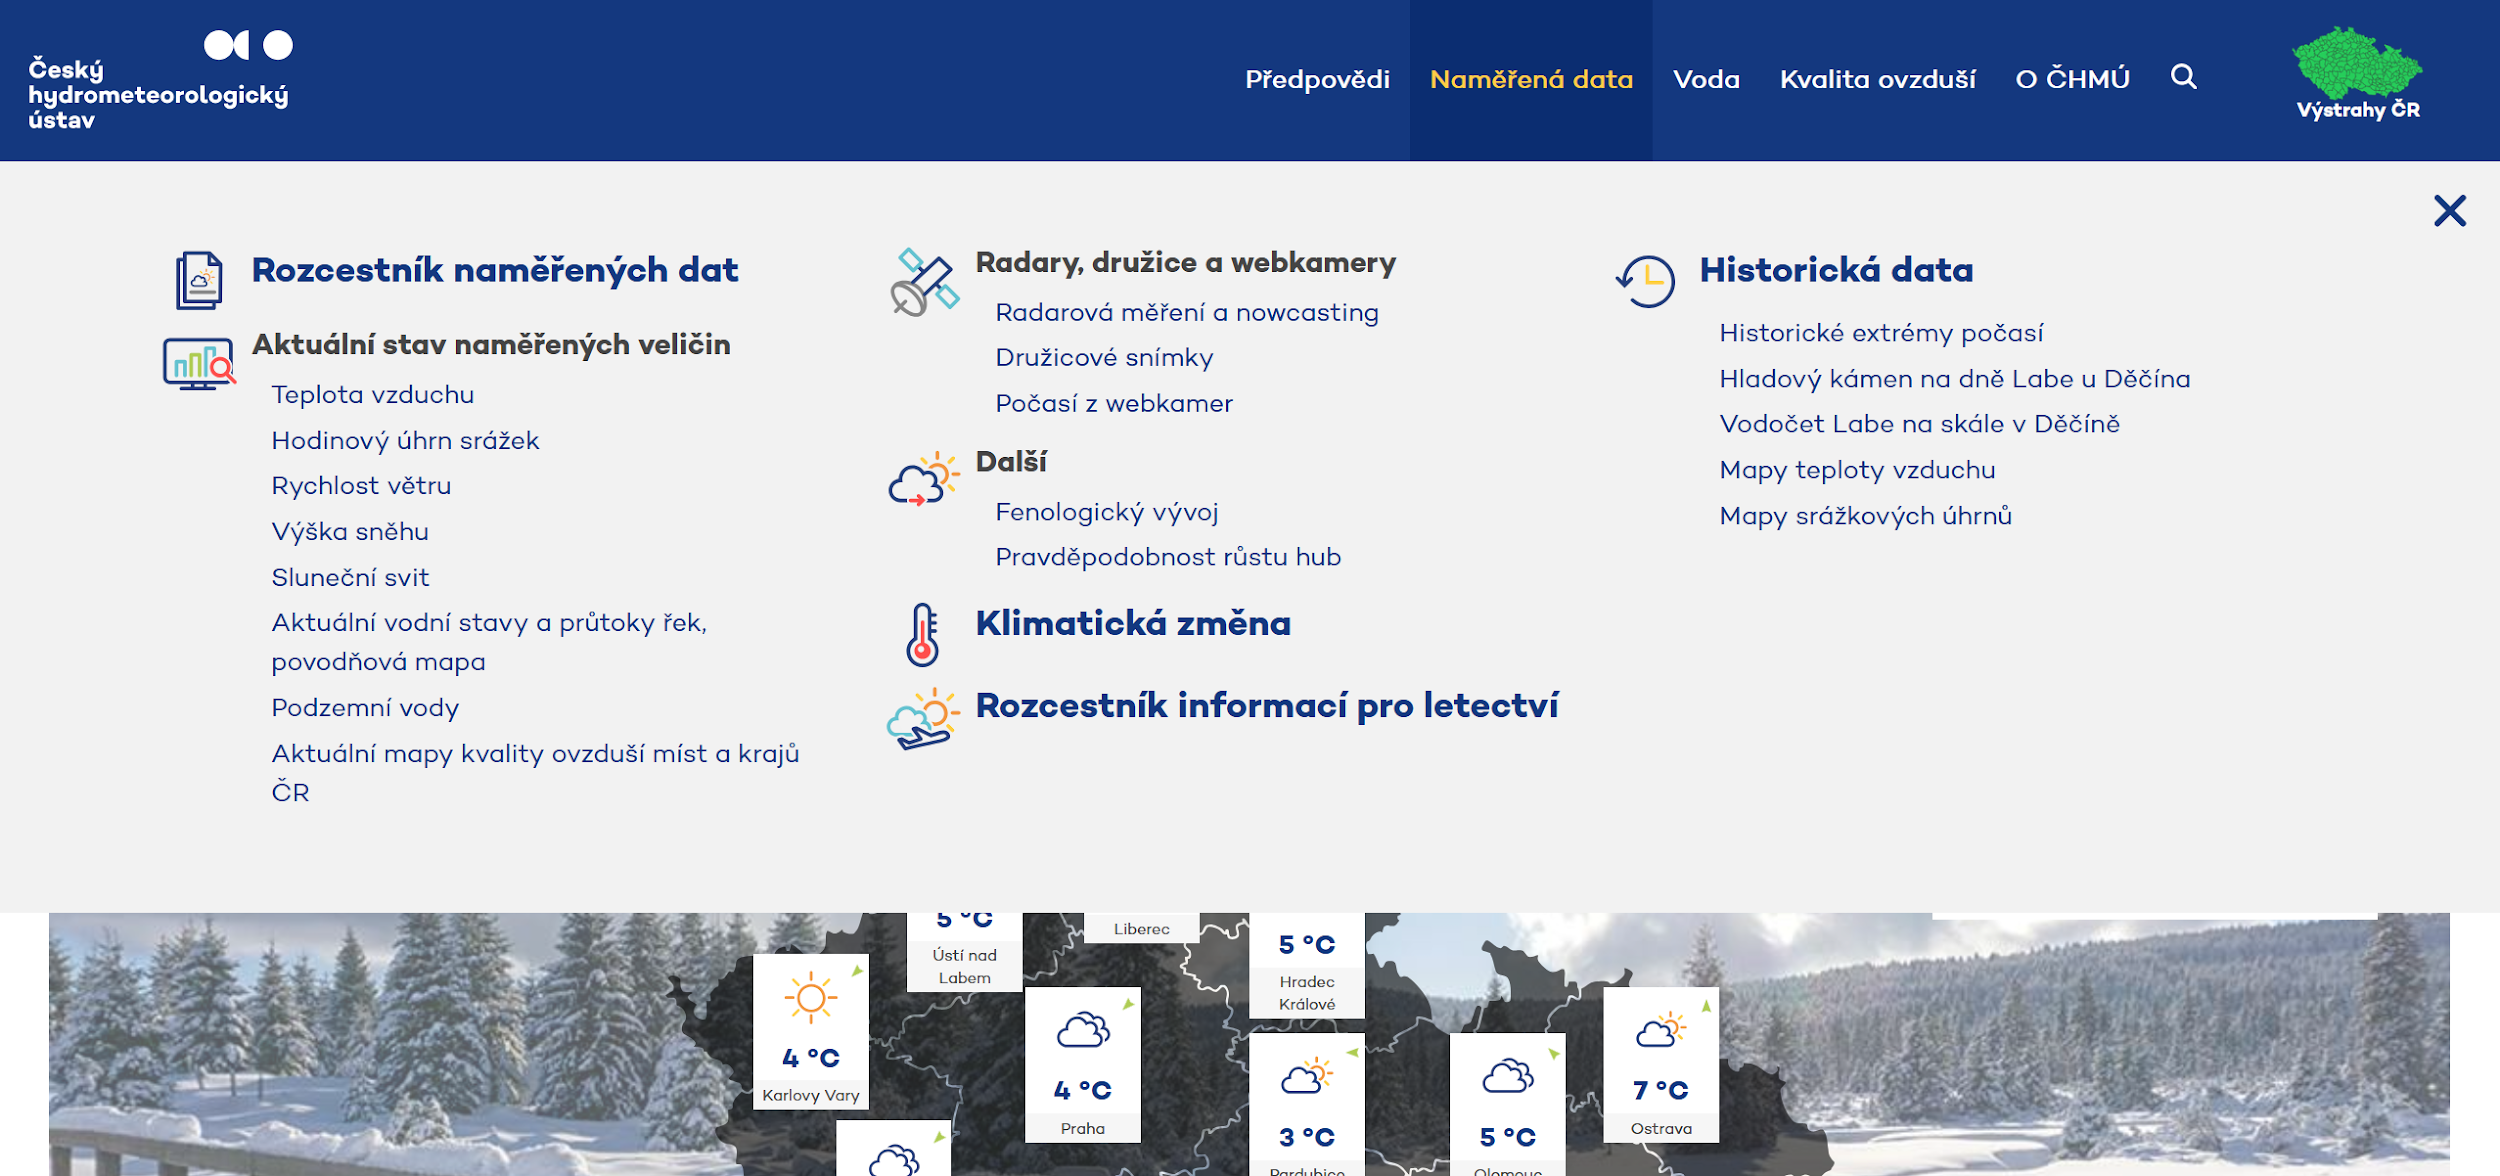 Český
hydrometeorologický
ústav
Předpovědi
Naměřená data
Voda
Kvalita ovzduší
O ČHMÚ
Výstrahy ČR
Rozcestník naměřených dat
Aktuální stav naměřených veličin
Teplota vzduchu
Hodinový úhrn srážek
Rychlost větru
Výška sněhu
Sluneční svit
Aktuální vodní stavy a průtoky řek,
povodňová mapa
Podzemní vody
Aktuální mapy kvality ovzduší míst a krajů
ČR
Radary, družice a webkamery
Radarová měření a nowcasting
Družicové snímky
Počasí z webkamer
Další
Fenologický vývoj
Pravděpodobnost růstu hub
Klimatická změna
Rozcestník informací pro letectví
Historická data
Historické extrémy počasí
Hladový kámen na dně Labe u Děčína
Vodočet Labe na skále v Děčíně
Mapy teploty vzduchu
Mapy srážkových úhrnů
5 °C
Ústí nad
Labem
Liberec
5 °C
Hradec
Králové
4 °C
Karlovy Vary
4 °C
Praha
3 °C
Pardubice
5 °C
Olomouc
7 °C
Ostrava